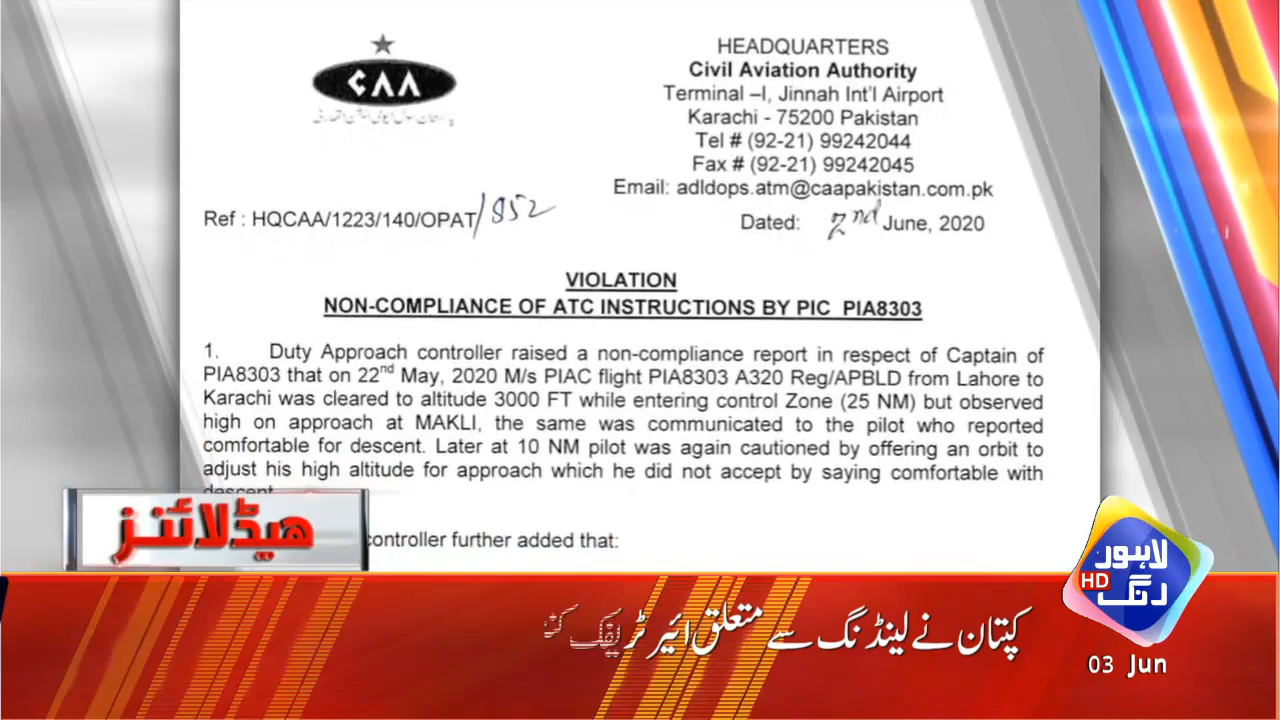 CAA
پاکستان سول ایوی ایشن اتھارٹی
HEADQUARTERS
Civil Aviation Authority
Terminal –I, Jinnah Int'l Airport
Karachi - 75200 Pakistan
Tel # (92-21) 99242044
Fax # (92-21) 99242045
Email: adldops.atm@caapakistan.com.pk
Ref : HQCAA/1223/140/OPAT/852
Dated: 2nd June, 2020
VIOLATION
NON-COMPLIANCE OF ATC INSTRUCTIONS BY PIC PIA8303
1. Duty Approach controller raised a non-compliance report in respect of Captain of
PIA8303 that on 22nd May, 2020 M/s PIAC flight PIA8303 A320 Reg/APBLD from Lahore to
Karachi was cleared to altitude 3000 FT while entering control Zone (25 NM) but observed
high on approach at MAKLI, the same was communicated to the pilot who reported
comfortable for descent. Later at 10 NM pilot was again cautioned by offering an orbit to
adjust his high altitude for approach which he did not accept by saying comfortable with
descent
controller further added that:
ہیڈلائنز
کپتان نے لینڈنگ سے متعلق ائیر ٹریفک
لاہور
HD رنگ
03 Jun